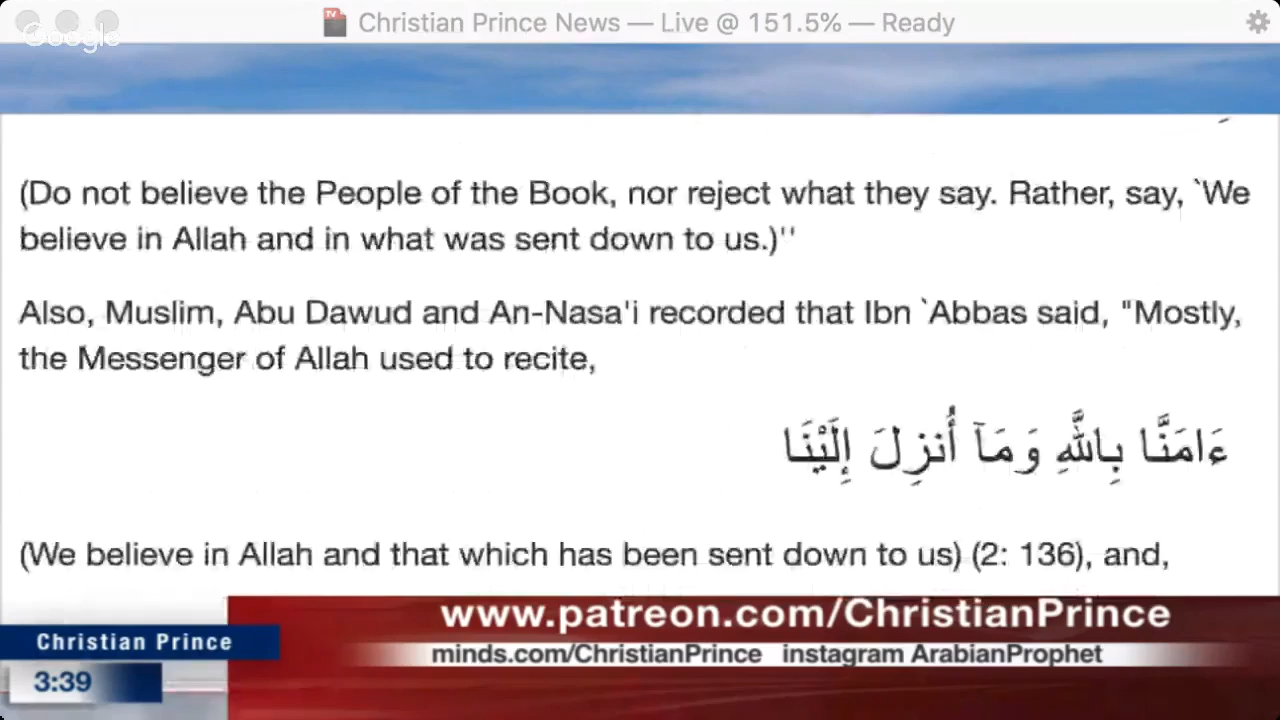 Christian Prince News — Live @ 151.5% — Ready
Google
(Do not believe the People of the Book, nor reject what they say. Rather, say, `We
believe in Allah and in what was sent down to us.)''
Also, Muslim, Abu Dawud and An-Nasa'i recorded that Ibn `Abbas said, "Mostly,
the Messenger of Allah used to recite,
ءَامَنَّا بِاللَّهِ وَمَآ أُنزِلَ إِلَيْنَا
(We believe in Allah and that which has been sent down to us) (2: 136), and,
www.patreon.com/ChristianPrince
Christian Prince
minds.com/ChristianPrince instagram ArabianProphet
3:39